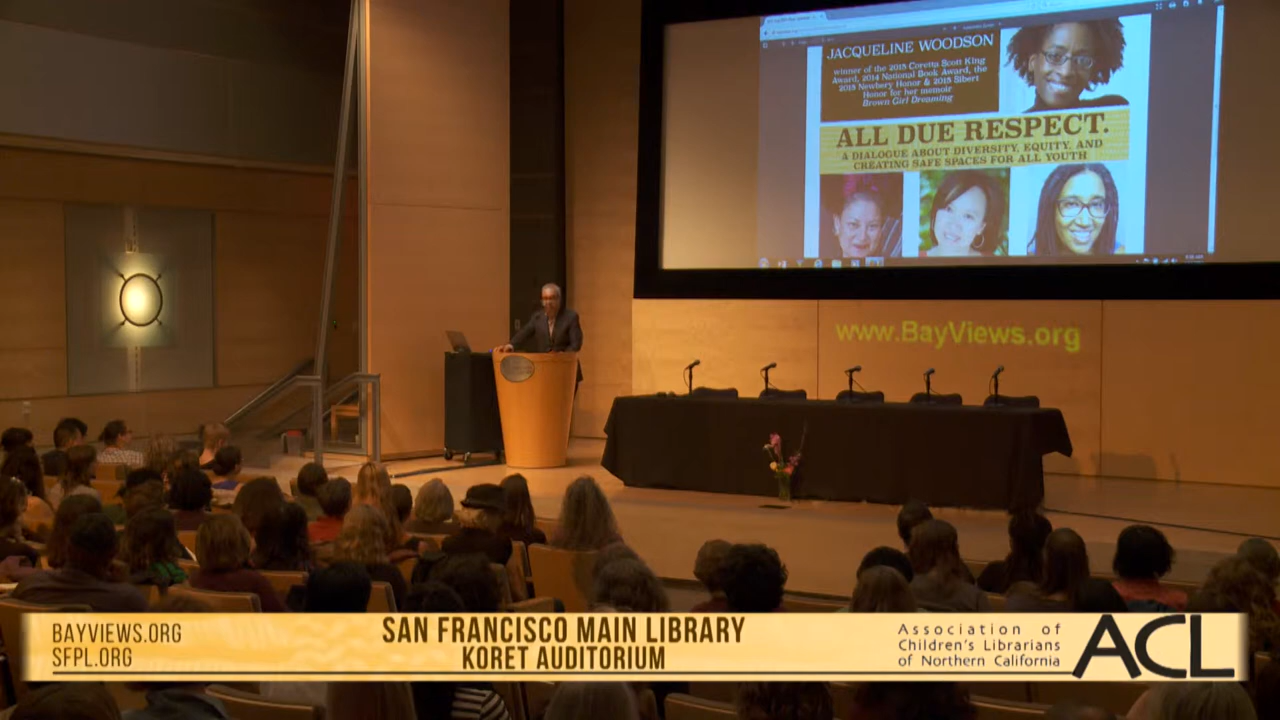 JACQUELINE WOODSON
winner of the 2015 Coretta Scott King
Award, 2014 National Book Award, the
2015 Newbery Honor & 2015 Sibert
Honor for her memoir
Brown Girl Dreaming
ALL DUE RESPECT.
A DIALOGUE ABOUT DIVERSITY, EQUITY, AND
CREATING SAFE SPACES FOR ALL YOUTH
www.BayViews.org
BAYVIEWS.ORG
SFPL.ORG
SAN FRANCISCO MAIN LIBRARY
KORET AUDITORIUM
Association of
Children's Librarians
of Northern California
ACL